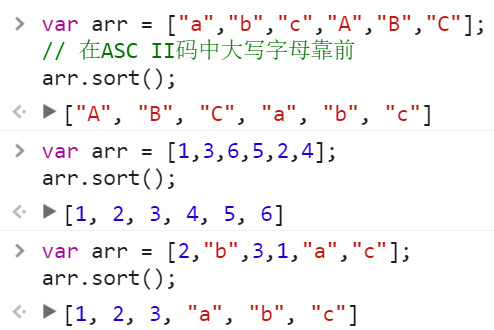 > var arr = ["a","b","c","A","B","C"];
// 在ASC II码中大写字母靠前
arr.sort();
["A", "B", "C", "a", "b", "c"]
> var arr = [1,3,6,5,2,4];
arr.sort();
[1, 2, 3, 4, 5, 6]
> var arr = [2,"b",3,1,"a","c"];
arr.sort();
[1, 2, 3, "a", "b", "c"]